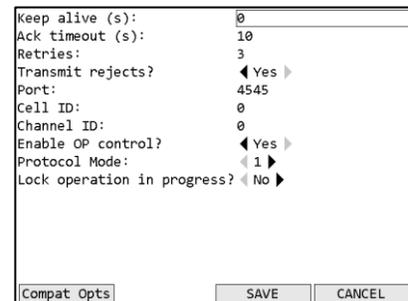 Keep alive (s): 0
Ack timeout (s): 10
Retries: 3
Transmit rejects? Yes
Port: 4545
Cell ID: 0
Channel ID: 0
Enable OP control? Yes
Protocol Mode: 1
Lock operation in progress? No
Compat Opts SAVE CANCEL